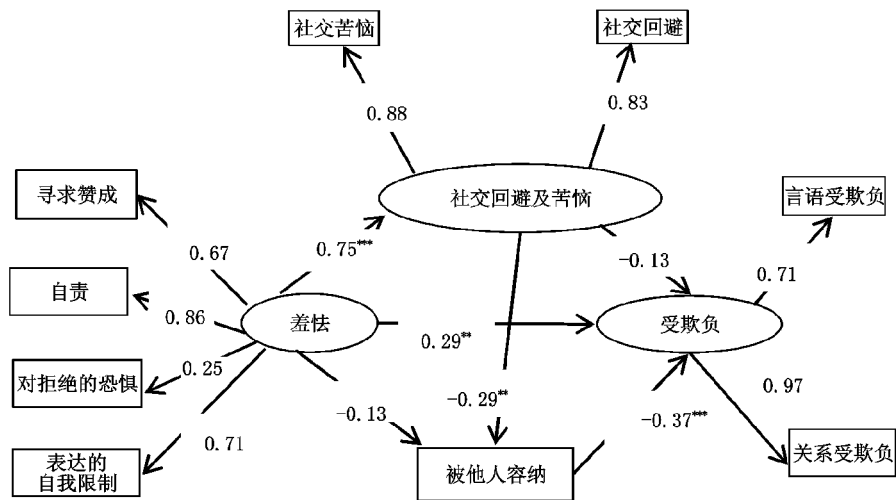 社交苦恼
社交回避
0.88
0.83
寻求赞成
社交回避及苦恼
言语受欺负
0.67
0.75***
-0.13
0.71
自责
0.86
羞怯
受欺负
0.29**
对拒绝的恐惧
0.25
-0.13
-0.29**
-0.37***
0.97
0.71
表达的
自我限制
被他人容纳
关系受欺负